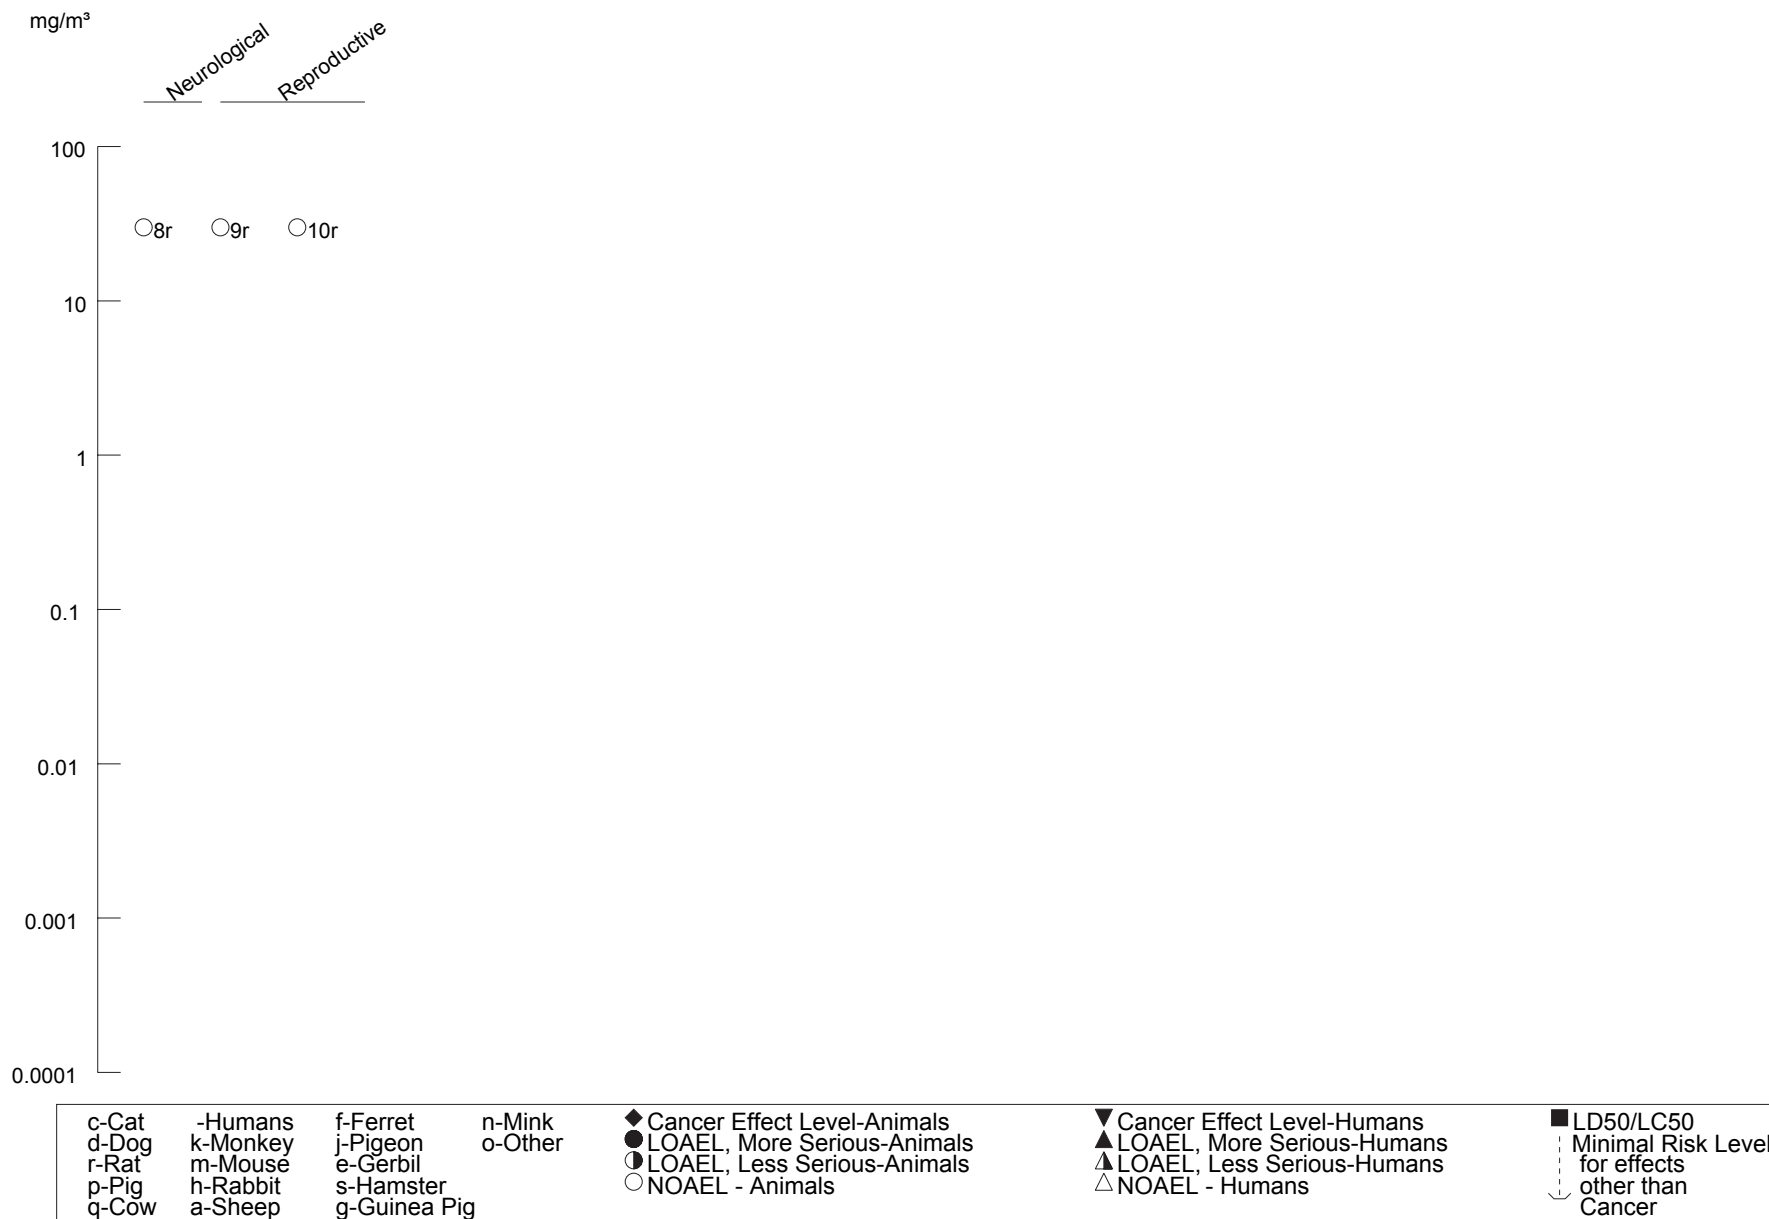 mg/m³
Neurological
Reproductive
100
8r
9r
10r
10
1
0.1
0.01
0.001
0.0001
c-Cat -Humans f-Ferret n-Mink Cancer Effect Level-Animals Cancer Effect Level-Humans LD50/LC50
d-Dog k-Monkey j-Pigeon o-Other LOAEL, More Serious-Animals LOAEL, More Serious-Humans Minimal Risk Level
r-Rat m-Mouse e-Gerbil LOAEL, Less Serious-Animals LOAEL, Less Serious-Humans for effects
p-Pig h-Rabbit s-Hamster NOAEL - Animals NOAEL - Humans other than
q-Cow a-Sheep g-Guinea Pig Cancer